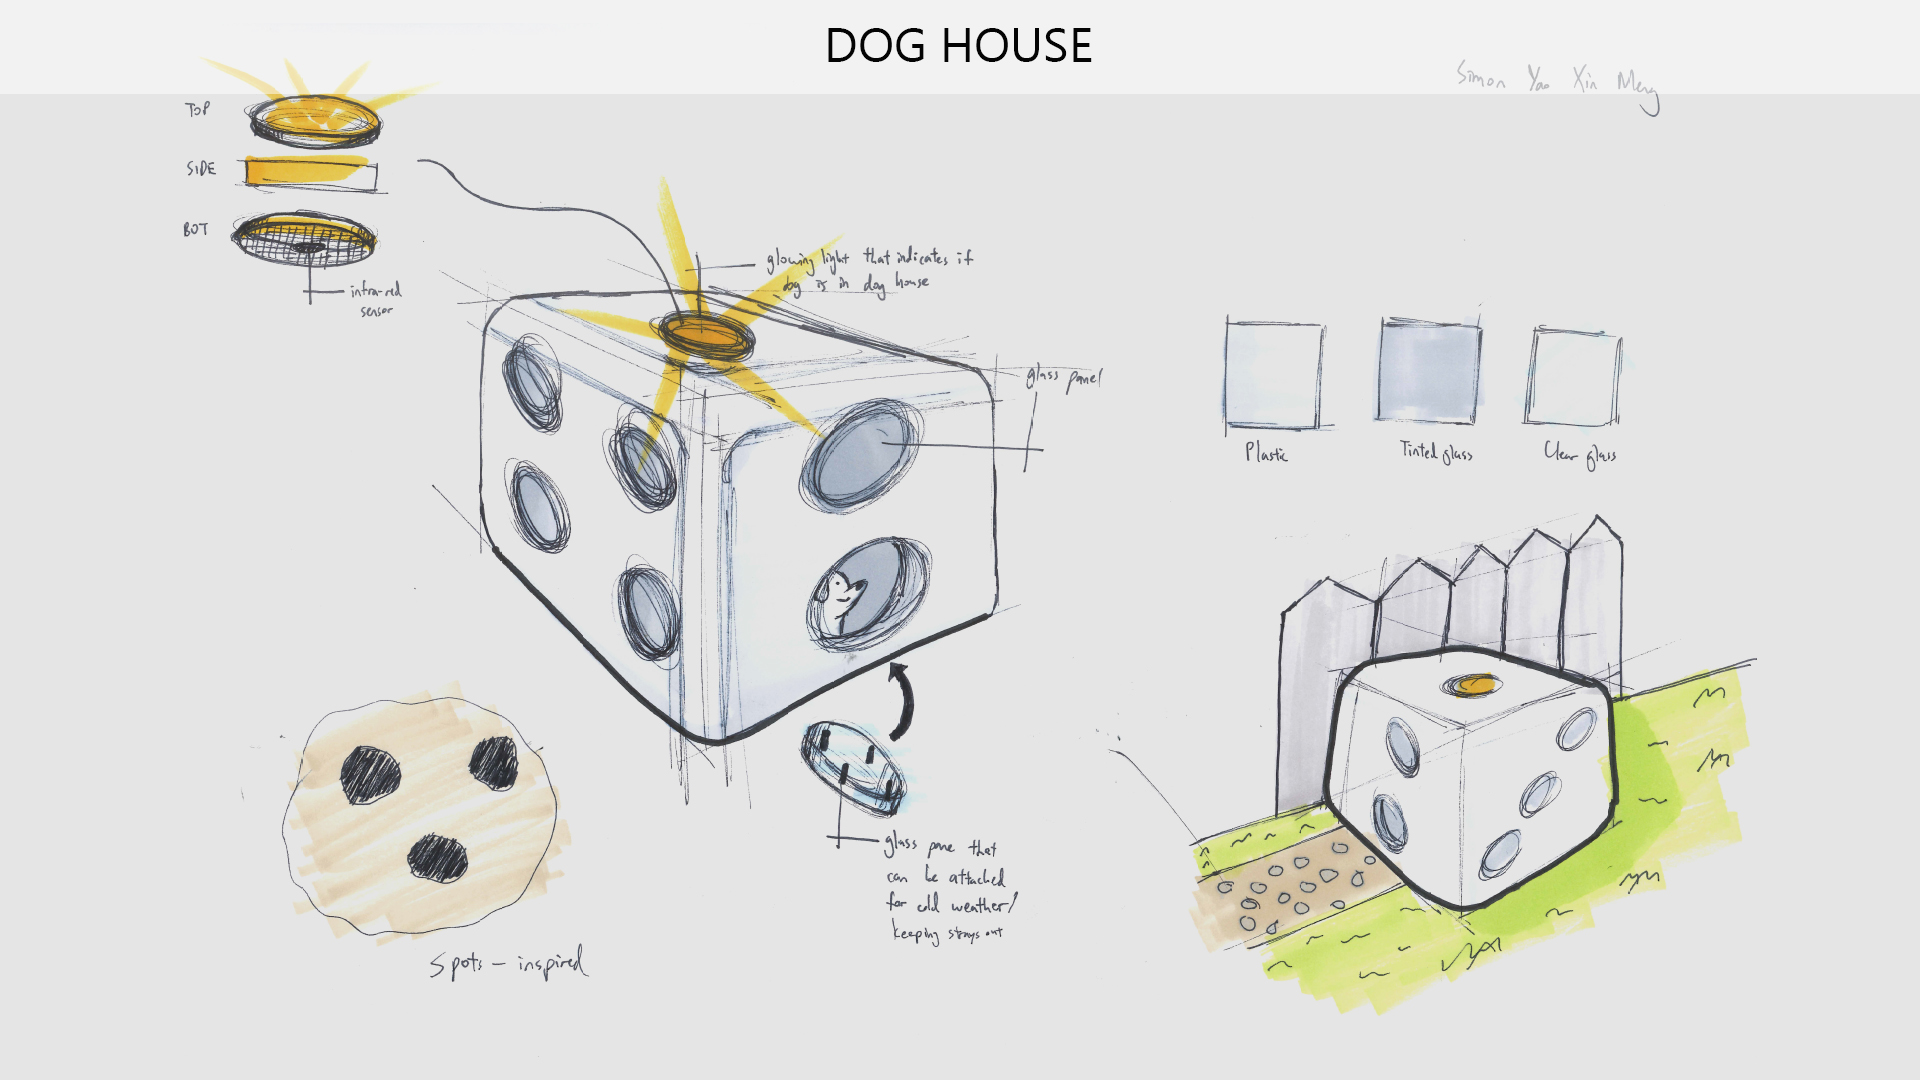 DOG HOUSE
Simon Yao Xin Meng
TOP
SIDE
BOT
infra-red
sensor
glowing light that indicates if
dog is in dog house
glass panel
Plastic
Tinted glass
Clear glass
glass pane that
can be attached
for cold weather/
keeping strays out
Spots - inspired